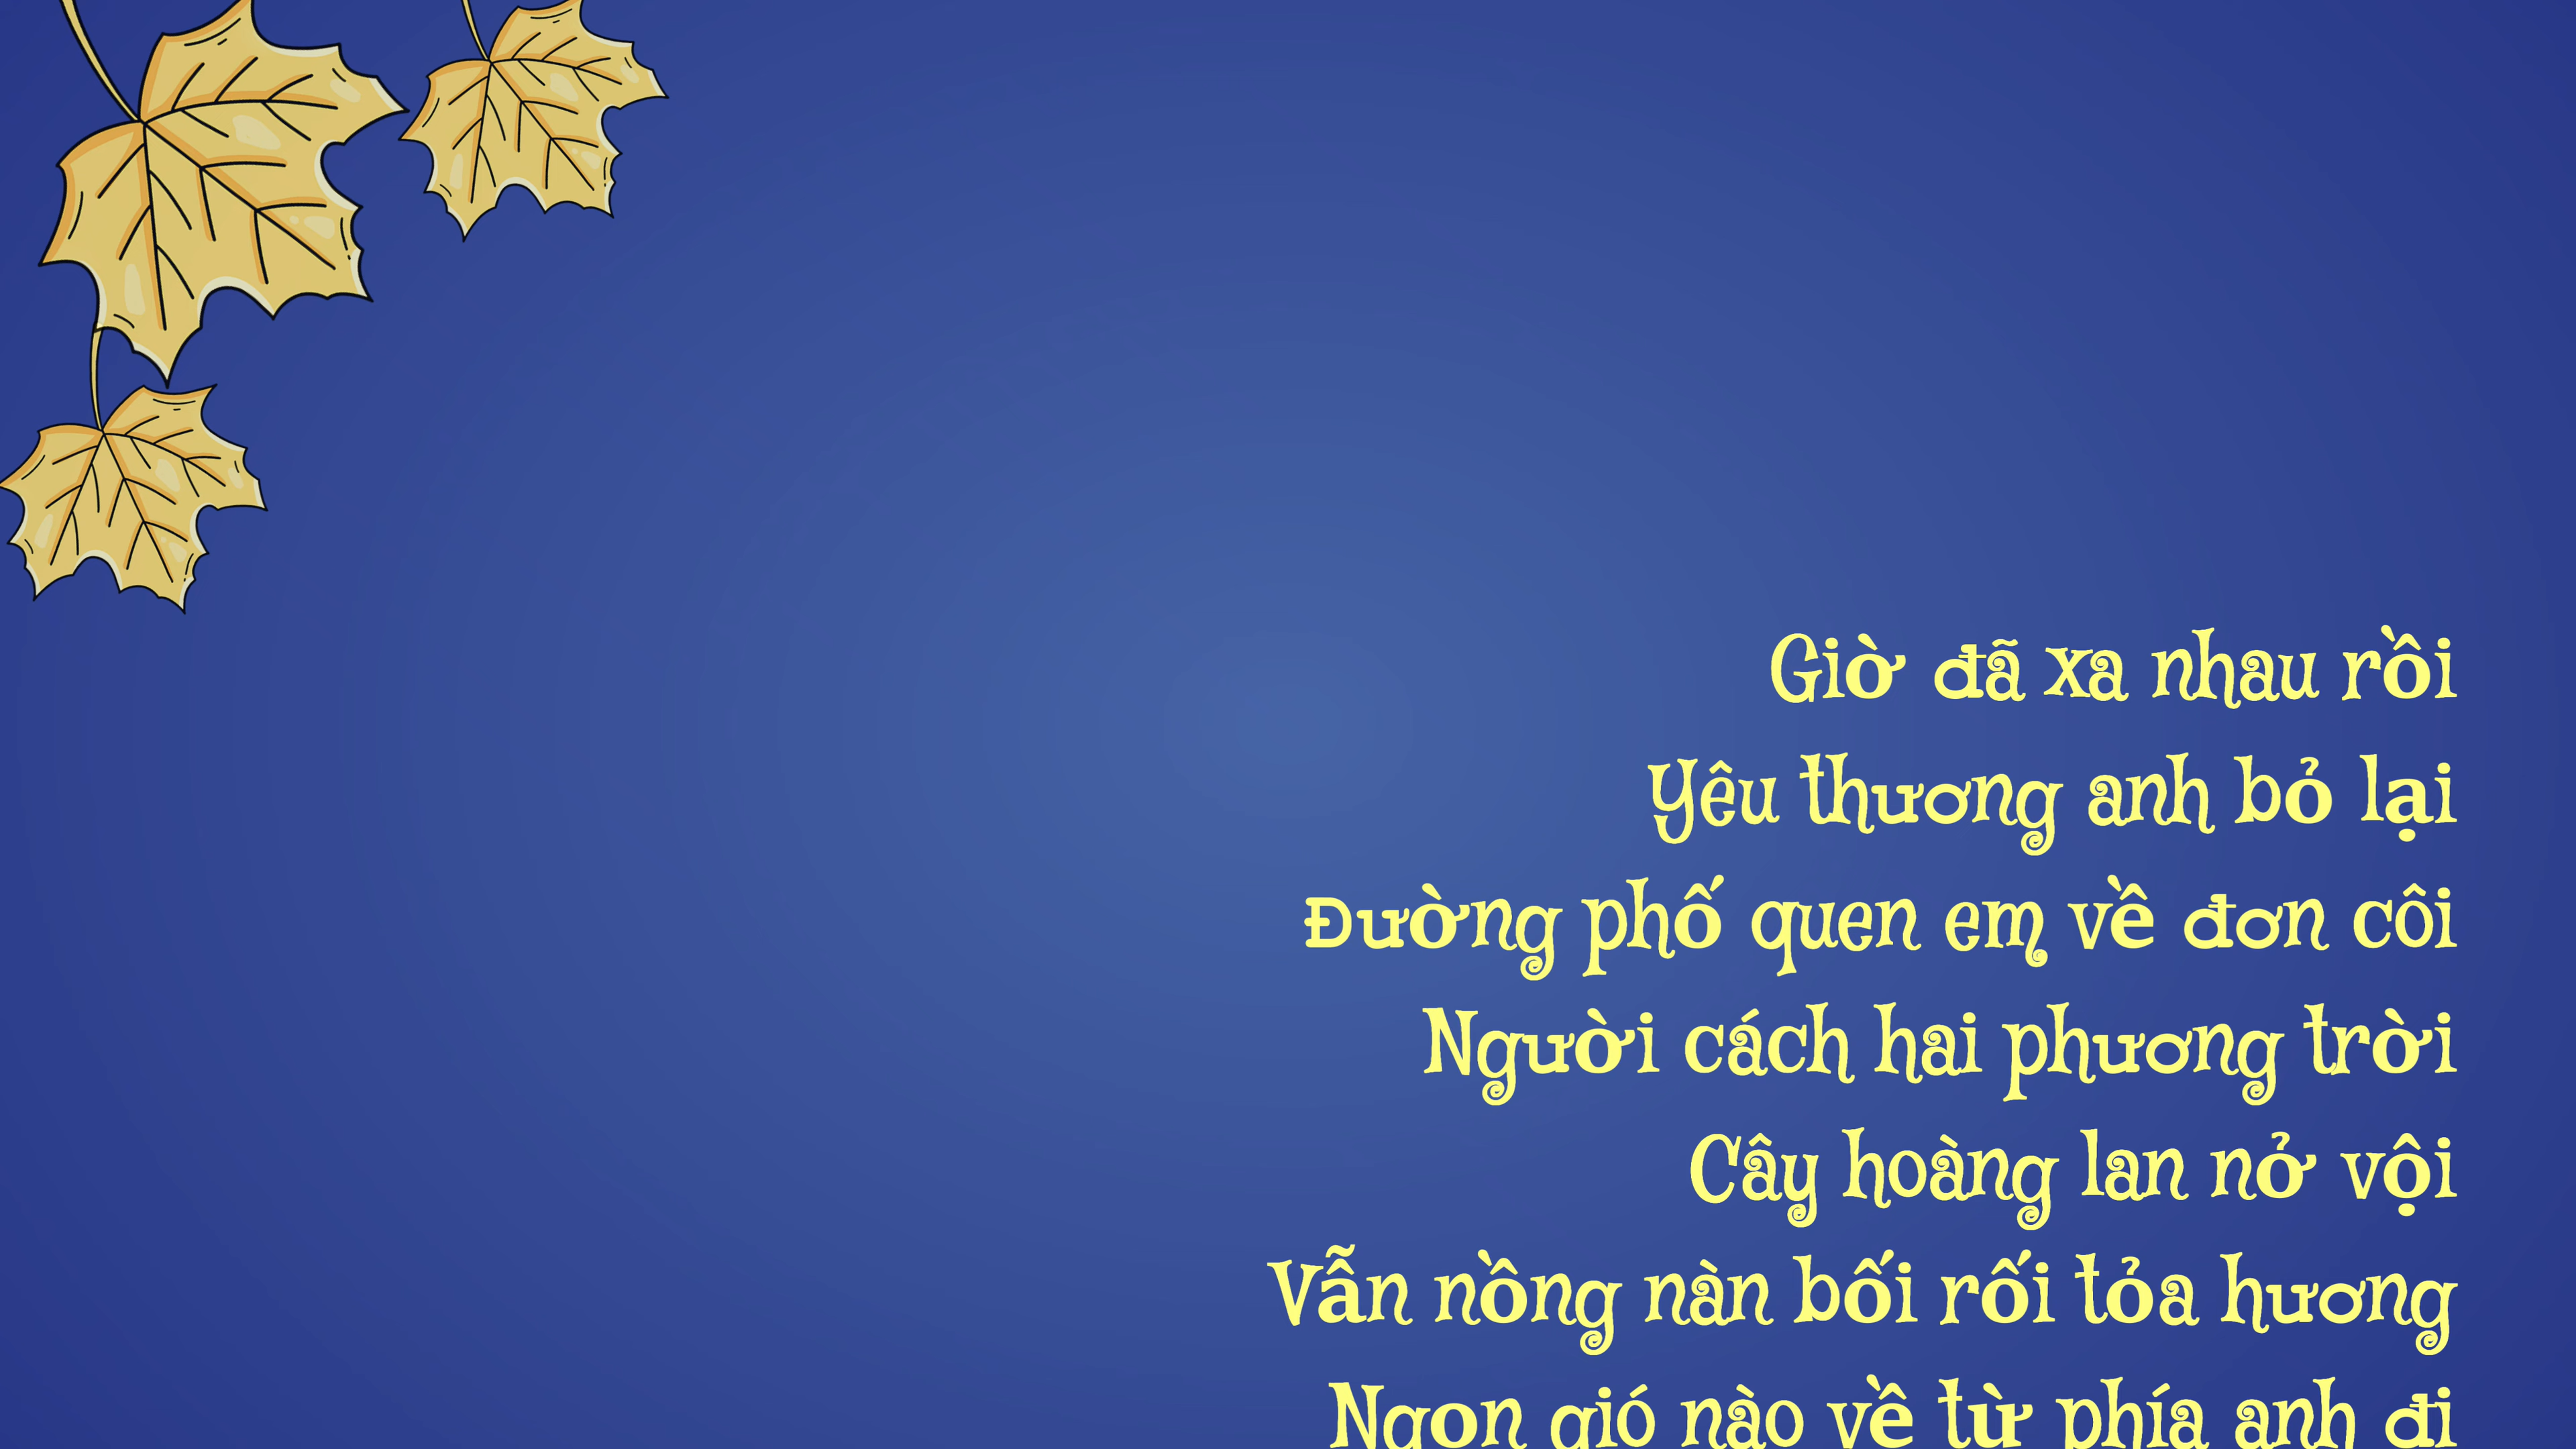 Giờ đã xa nhau rồi
Yêu thương anh bỏ lại
Đường phố quen em về đơn côi
Người cách hai phương trời
Cây hoàng lan nở vội
Vẫn nồng nàn bối rối tỏa hương
Ngọn gió nào về từ phía anh đi